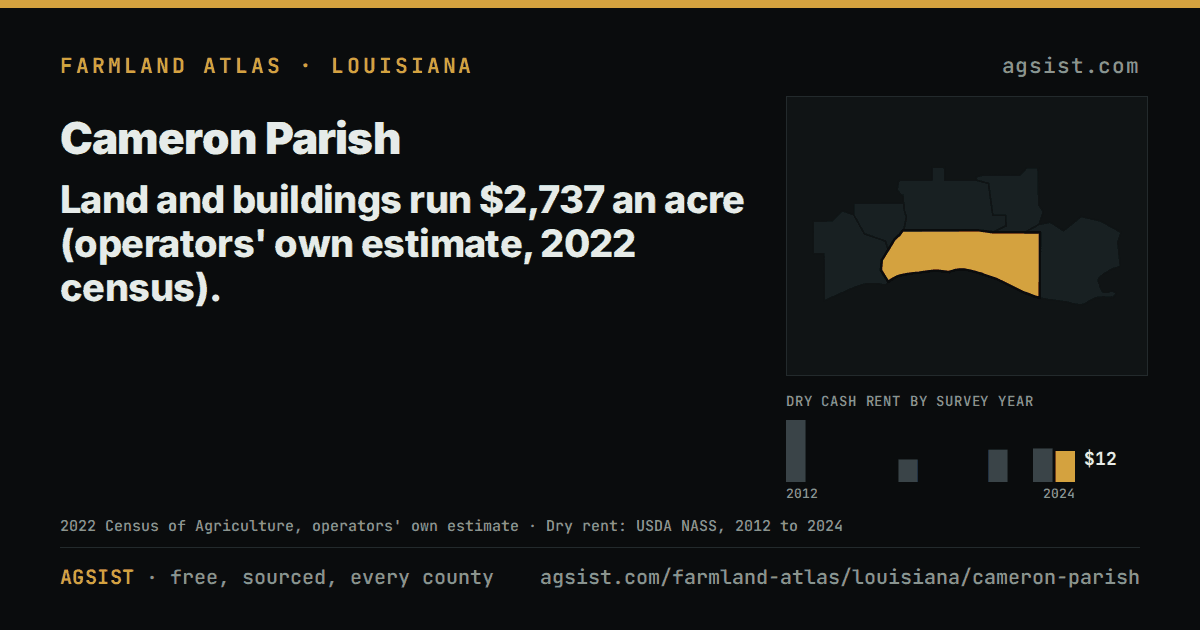 FARMLAND ATLAS · LOUISIANA
agsist.com
Cameron Parish
Land and buildings run $2,737 an acre
(operators' own estimate, 2022
census).
DRY CASH RENT BY SURVEY YEAR
$12
2012
2024
2022 Census of Agriculture, operators' own estimate · Dry rent: USDA NASS, 2012 to 2024
AGSIST · free, sourced, every county
agsist.com/farmland-atlas/louisiana/cameron-parish